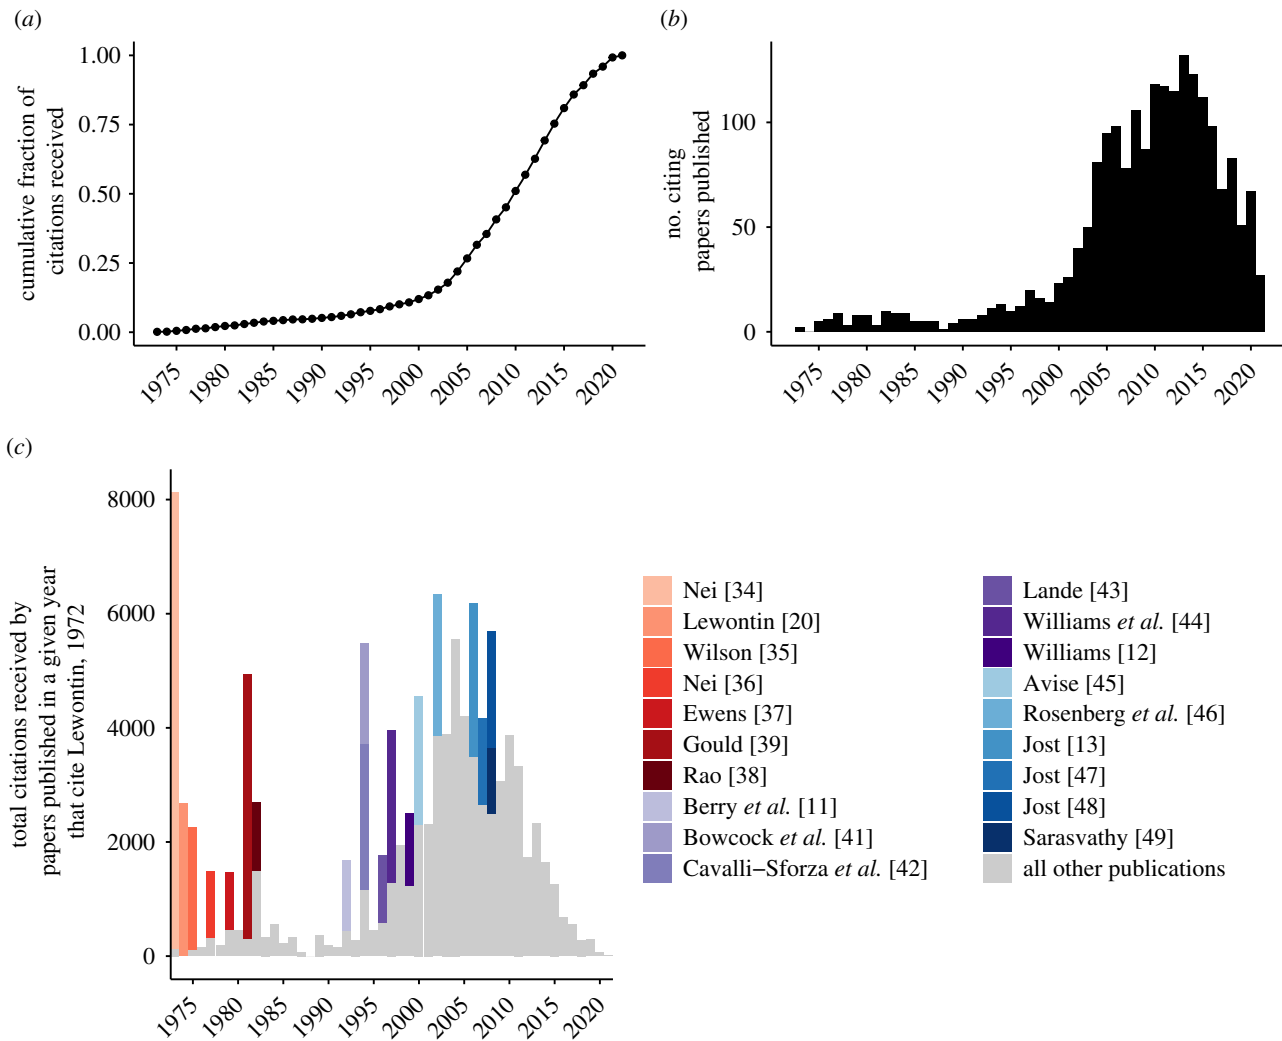 (a)
cumulative fraction of
citations received
1.00
0.75
0.50
0.25
0.00
1975
1980
1985
1990
1995
2000
2005
2010
2015
2020
(b)
no. citing
papers published
100
50
0
1975
1980
1985
1990
1995
2000
2005
2010
2015
2020
(c)
total citations received by
papers published in a given year
that cite Lewontin, 1972
8000
6000
4000
2000
0
1975
1980
1985
1990
1995
2000
2005
2010
2015
2020
Nei [34]
Lewontin [20]
Wilson [35]
Nei [36]
Ewens [37]
Gould [39]
Rao [38]
Berry et al. [11]
Bowcock et al. [41]
Cavalli−Sforza et al. [42]
Lande [43]
Williams et al. [44]
Williams [12]
Avise [45]
Rosenberg et al. [46]
Jost [13]
Jost [47]
Jost [48]
Sarasvathy [49]
all other publications